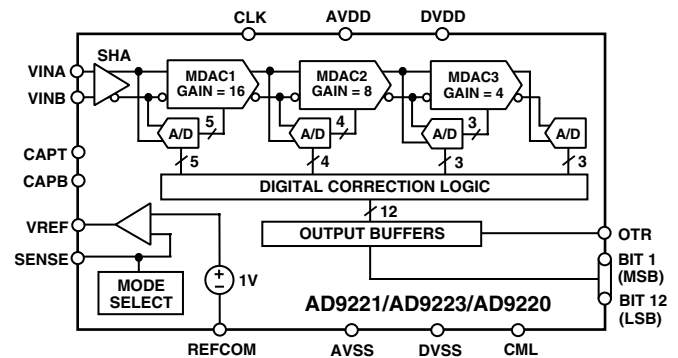 CLK AVDD DVDD
SHA
VINA
VINB
MDAC1
GAIN = 16
MDAC2
GAIN = 8
MDAC3
GAIN = 4
5 4 3
A/D A/D A/D A/D
5 4 3 3
CAPT
CAPB
DIGITAL CORRECTION LOGIC
12
VREF
OUTPUT BUFFERS
OTR
SENSE
MODE
SELECT
+
–
1V
BIT 1
(MSB)
BIT 12
(LSB)
AD9221/AD9223/AD9220
REFCOM AVSS DVSS CML